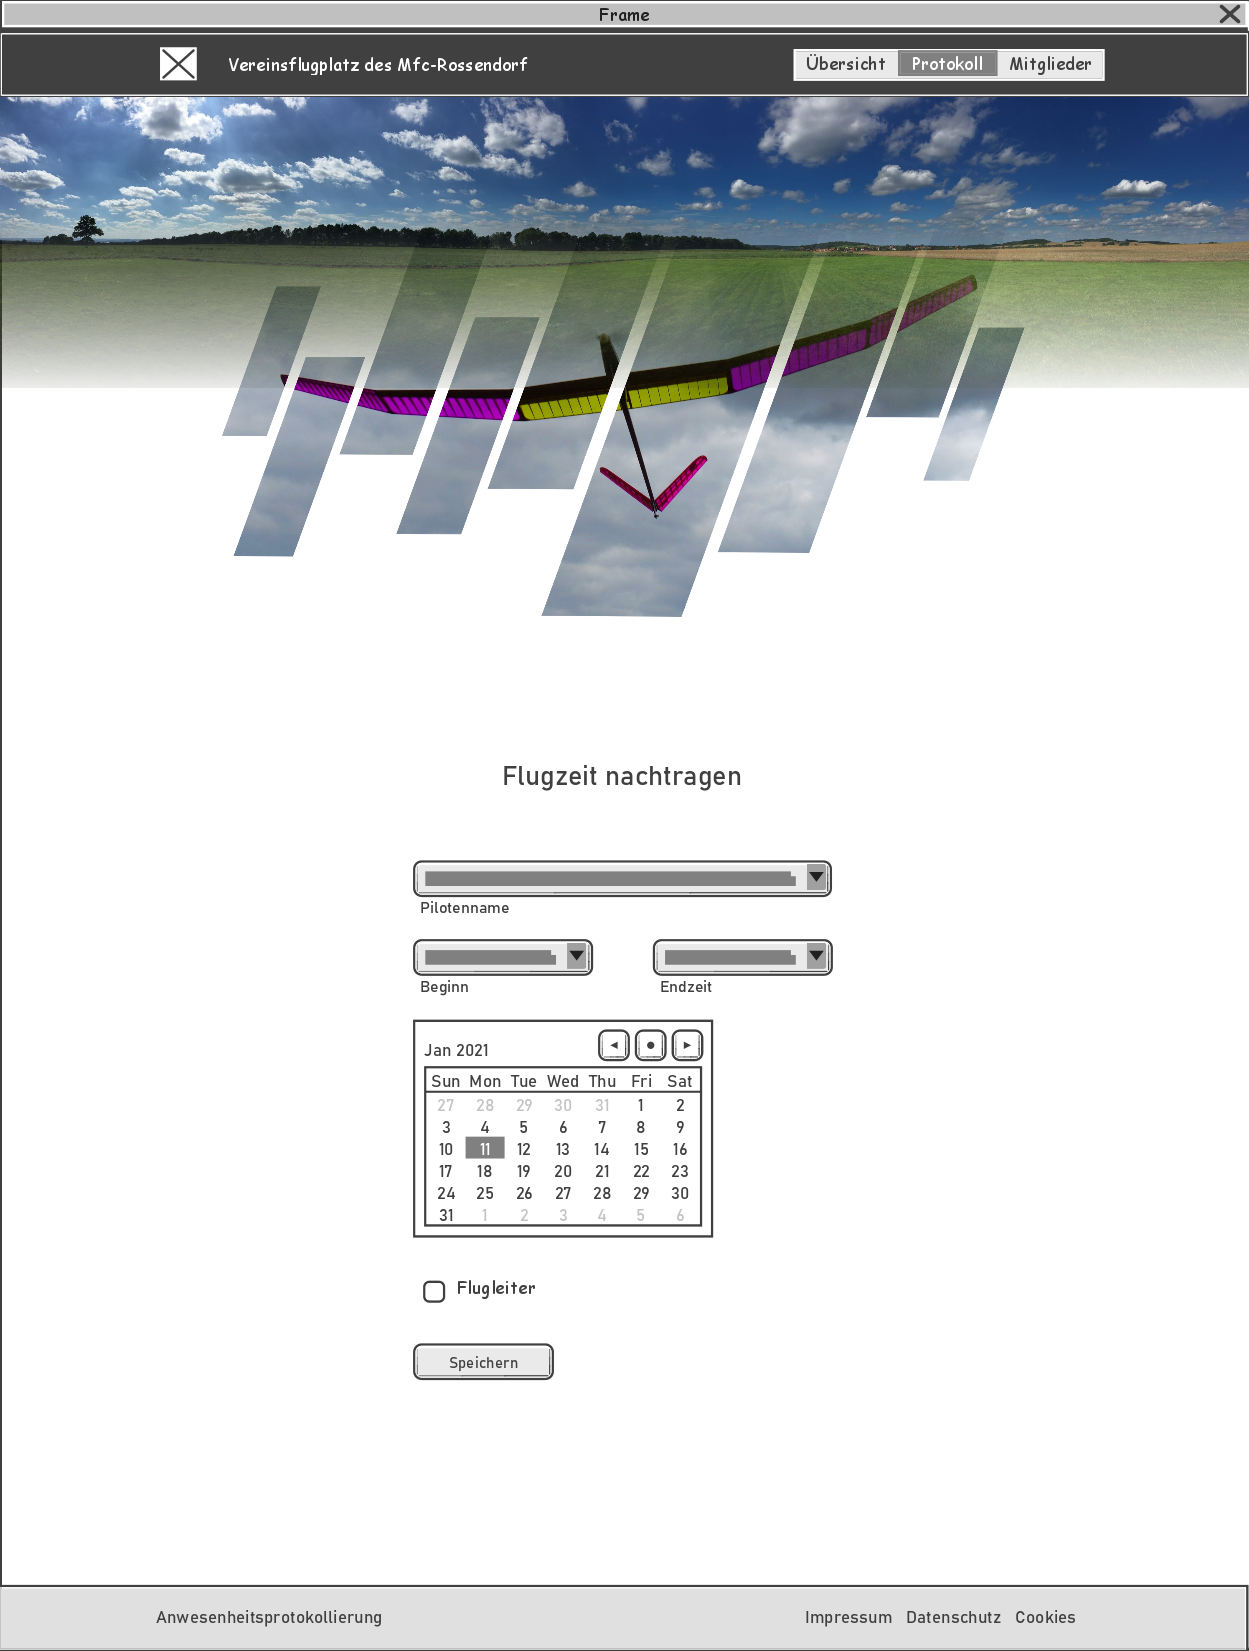 Frame
Vereinsflugplatz des Mfc-Rossendorf
Übersicht Protokoll Mitglieder
Flugzeit nachtragen
Pilotenname
Beginn Endzeit
Jan 2021
Sun Mon Tue Wed Thu Fri Sat
27 28 29 30 31 1 2
3 4 5 6 7 8 9
10 11 12 13 14 15 16
17 18 19 20 21 22 23
24 25 26 27 28 29 30
31 1 2 3 4 5 6
Flugleiter
Speichern
Anwesenheitsprotokollierung Impressum Datenschutz Cookies